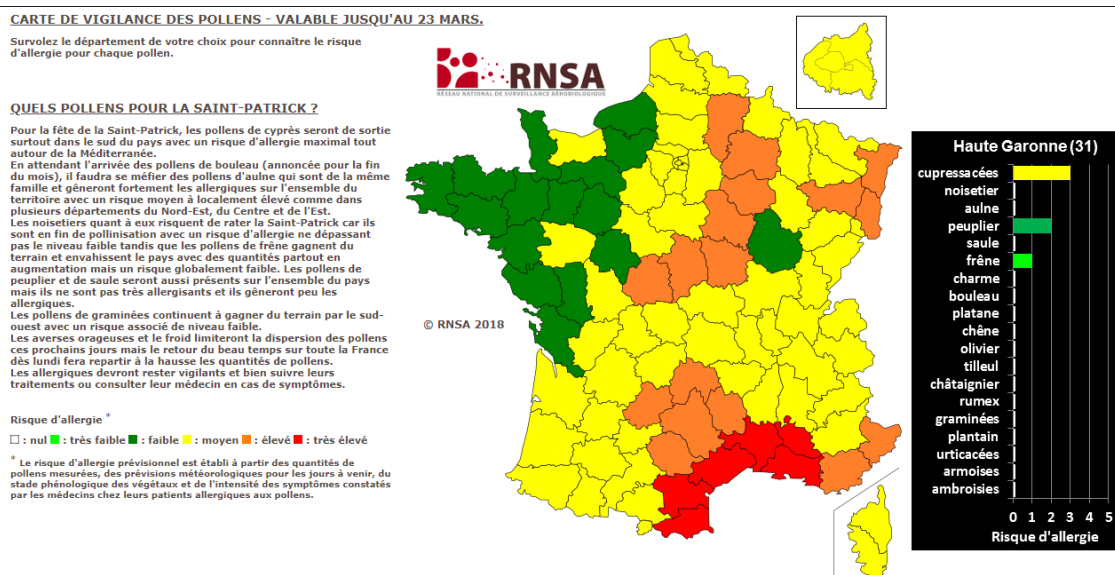 CARTE DE VIGILANCE DES POLLENS - VALABLE JUSQU'AU 23 MARS.
Survolez le département de votre choix pour connaître le risque
d'allergie pour chaque pollen.
QUELS POLLENS POUR LA SAINT-PATRICK ?
Pour la fête de la Saint-Patrick, les pollens de cyprès seront de sortie
surtout dans le sud du pays avec un risque d'allergie maximal tout
autour de la Méditerranée.
En attendant l'arrivée des pollens de bouleau (annoncée pour la fin
du mois), il faudra se méfier des pollens d'aulne qui sont de la même
famille et gêneront fortement les allergiques sur l'ensemble du
territoire avec un risque moyen à localement élevé comme dans
plusieurs départements du Nord-Est, du Centre et de l'Est.
Les noisetiers quant à eux risquent de rater la Saint-Patrick car ils
sont en fin de pollinisation avec un risque d'allergie ne dépassant
pas le niveau faible tandis que les pollens de frêne gagnent du
terrain et envahissent le pays avec des quantités partout en
augmentation mais un risque globalement faible. Les pollens de
peuplier et de saule seront aussi présents sur l'ensemble du pays
mais ils ne sont pas très allergisants et ils gêneront peu les
allergiques.
Les pollens de graminées continuent à gagner du terrain par le sud-
ouest avec un risque associé de niveau faible.
Les averses orageuses et le froid limiteront la dispersion des pollens
ces prochains jours mais le retour du beau temps sur toute la France
dès lundi fera repartir à la hausse les quantités de pollens.
Les allergiques devront rester vigilants et bien suivre leurs
traitements ou consulter leur médecin en cas de symptômes.
Risque d'allergie *
: nul : très faible : faible : moyen : élevé : très élevé
* Le risque d'allergie prévisionnel est établi à partir des quantités de
pollens mesurées, des prévisions météorologiques pour les jours à venir, du
stade phénologique des végétaux et de l'intensité des symptômes constatés
par les médecins chez leurs patients allergiques aux pollens.
RNSA
RÉSEAU NATIONAL DE SURVEILLANCE AÉROBIOLOGIQUE
© RNSA 2018
Haute Garonne (31)
cupressacées
noisetier
aulne
peuplier
saule
frêne
charme
bouleau
platane
chêne
olivier
tilleul
châtaignier
rumex
graminées
plantain
urticacées
armoises
ambroisies
0 1 2 3 4 5
Risque d'allergie